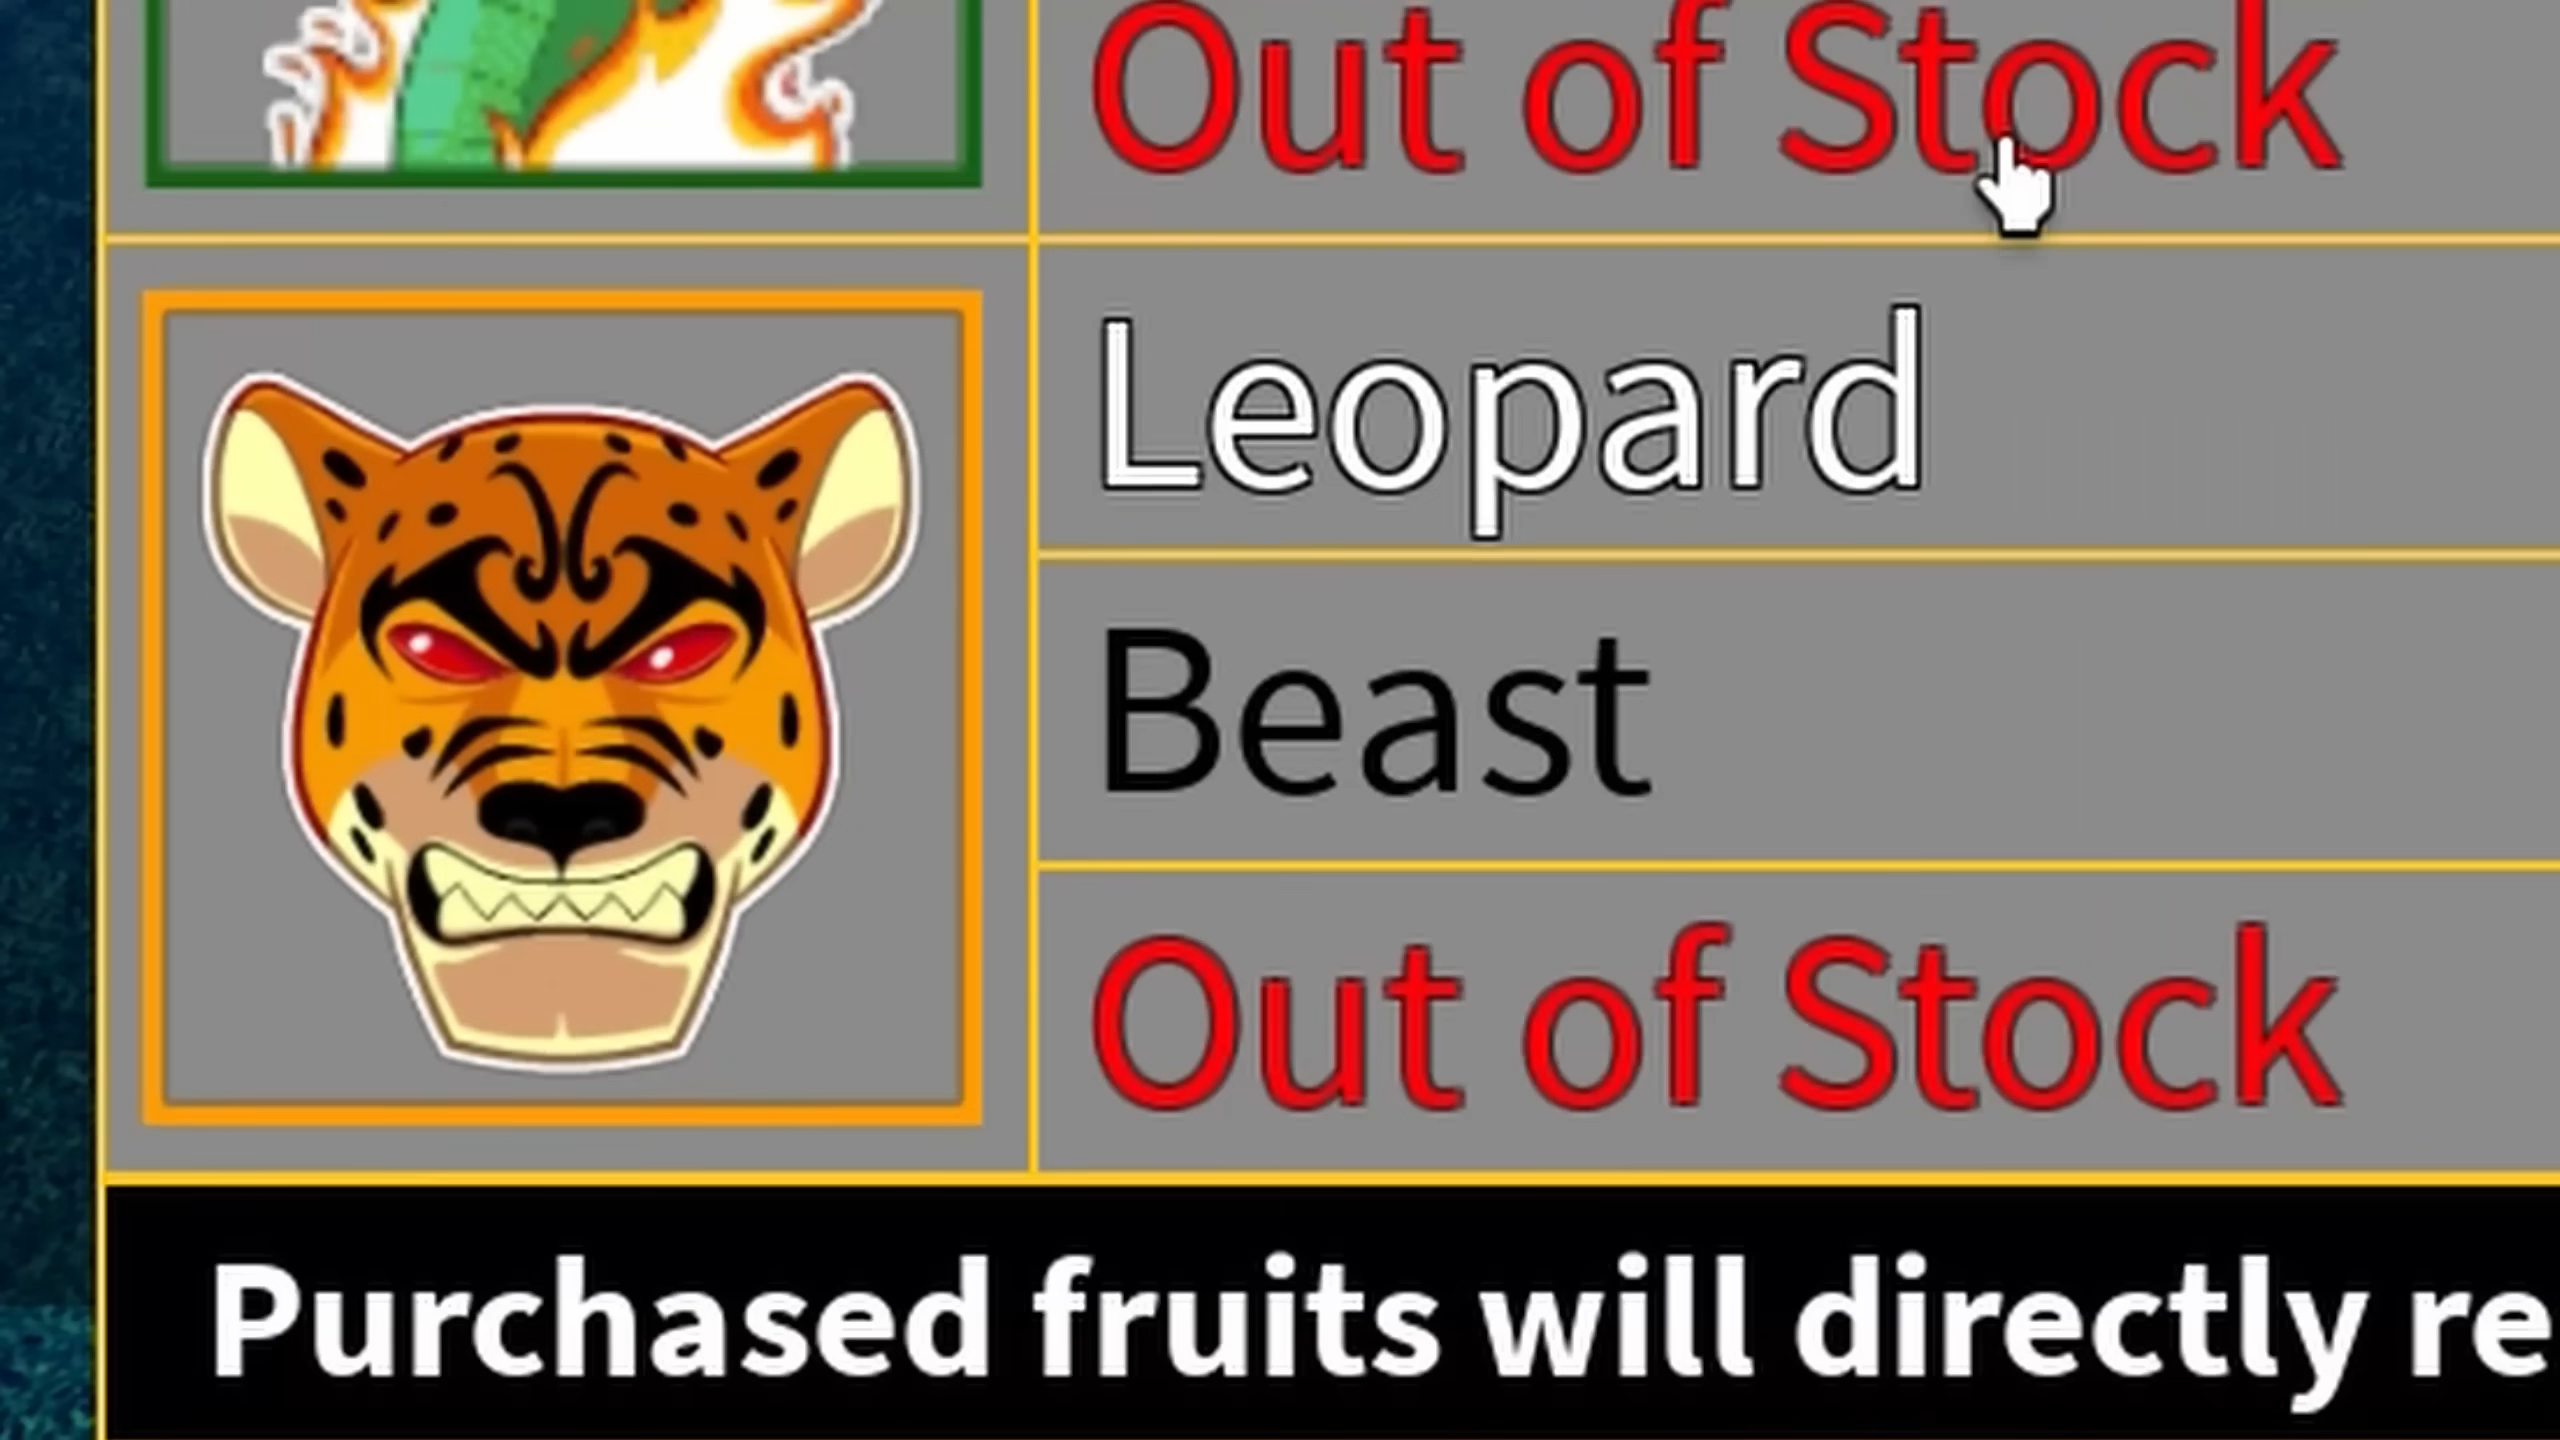 Out of Stock
Leopard
Beast
Out of Stock
Purchased fruits will directly re